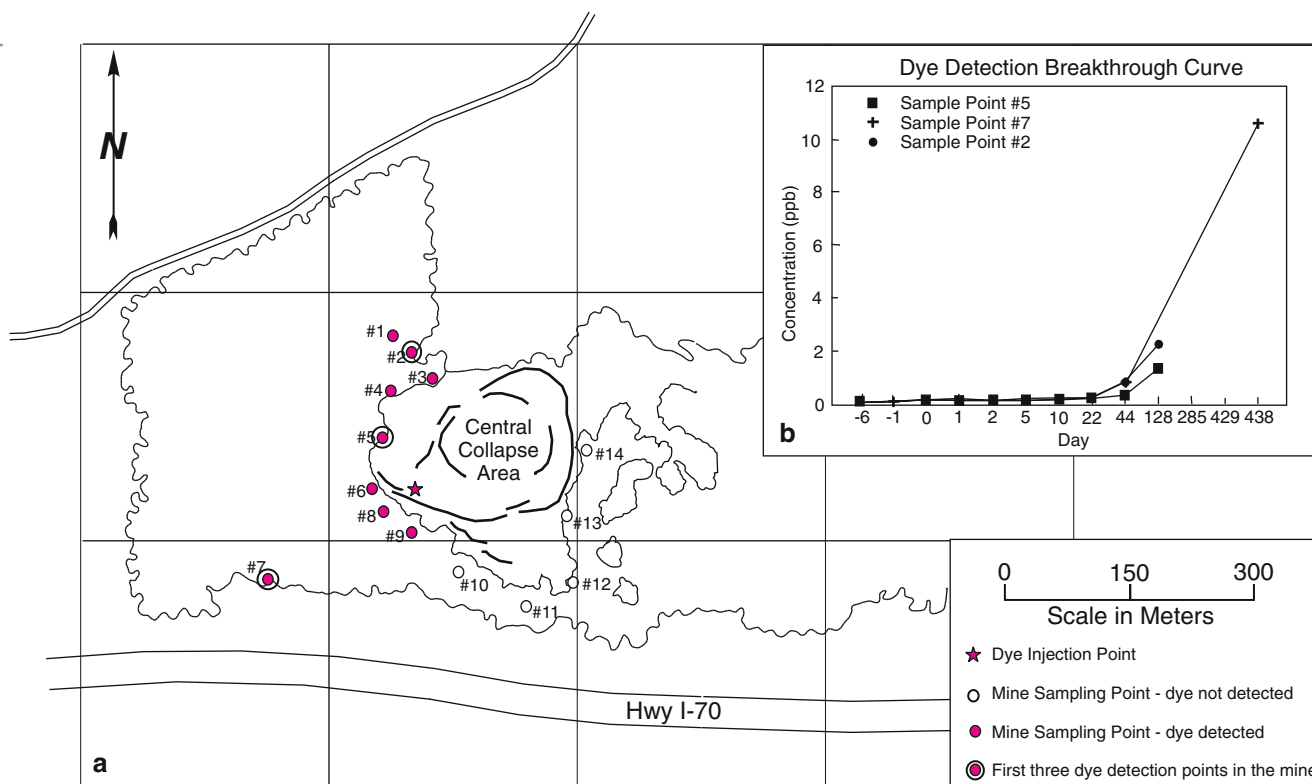 N
#1
#2
#3
#4
#5
#6
#8
#9
#7
#10
#11
#12
#13
#14
Central
Collapse
Area
Hwy I-70
a
Dye Detection Breakthrough Curve
Sample Point #5
Sample Point #7
Sample Point #2
Concentration (ppb)
12
10
8
6
4
2
0
-6 -1 0 1 2 5 10 22 44 128 285 429 438
Day
b
0 150 300
Scale in Meters
Dye Injection Point
Mine Sampling Point - dye not detected
Mine Sampling Point - dye detected
First three dye detection points in the mine